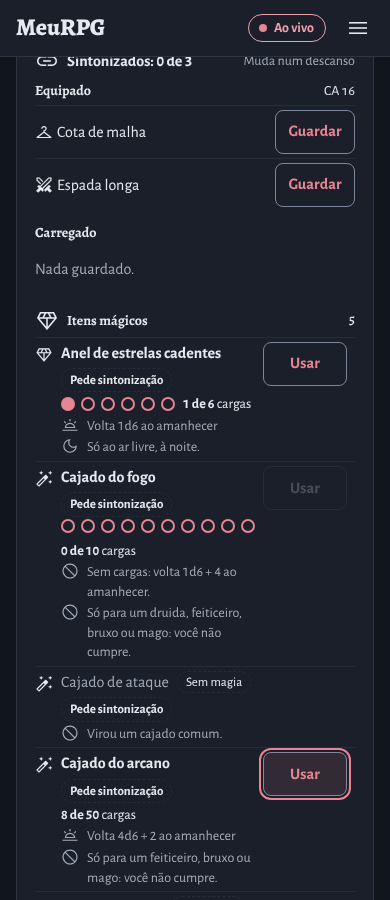 MeuRPG
Ao vivo
Sintonizados: 0 de 3
Muda num descanso
Equipado
CA 16
Cota de malha
Guardar
Espada longa
Guardar
Carregado
Nada guardado.
Itens mágicos
5
Anel de estrelas cadentes
Usar
Pede sintonização
1 de 6 cargas
Volta 1d6 ao amanhecer
Só ao ar livre, à noite.
Cajado do fogo
Usar
Pede sintonização
0 de 10 cargas
Sem cargas: volta 1d6 + 4 ao
amanhecer.
Só para um druida, feiticeiro,
bruxo ou mago: você não
cumpre.
Cajado de ataque
Sem magia
Pede sintonização
Virou um cajado comum.
Cajado do arcano
Usar
Pede sintonização
8 de 50 cargas
Volta 4d6 + 2 ao amanhecer
Só para um feiticeiro, bruxo ou
mago: você não cumpre.